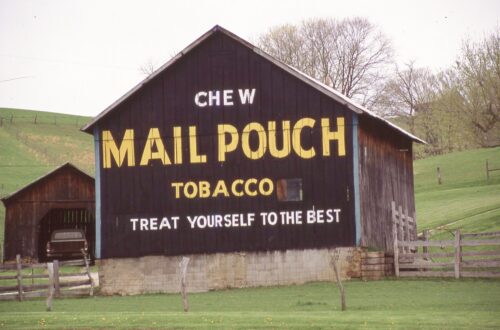 CHEW
MAIL POUCH
TOBACCO
TREAT YOURSELF TO THE BEST